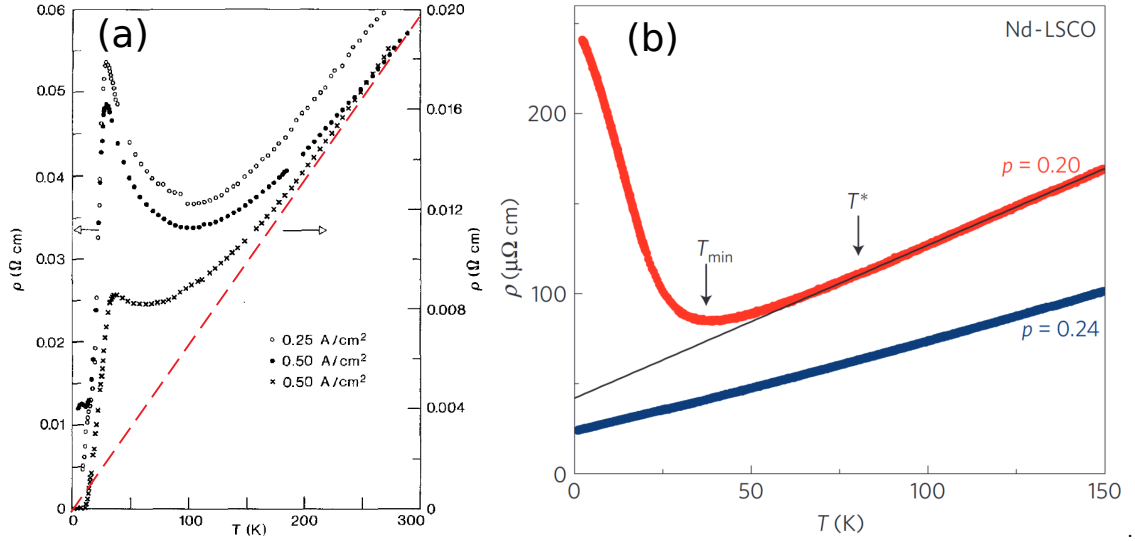 (a)
0.06
0.05
0.04
0.03
0.02
0.01
0
ρ (Ω cm)
0.020
0.016
0.012
0.008
0.004
0
ρ (Ω cm)
○ 0.25 A/cm²
● 0.50 A/cm²
× 0.50 A/cm²
0 100 200 300
T (K)
(b)
Nd-LSCO
200
100
0
ρ (μΩ cm)
p = 0.20
T*
Tmin
p = 0.24
0 50 100 150
T (K)
.